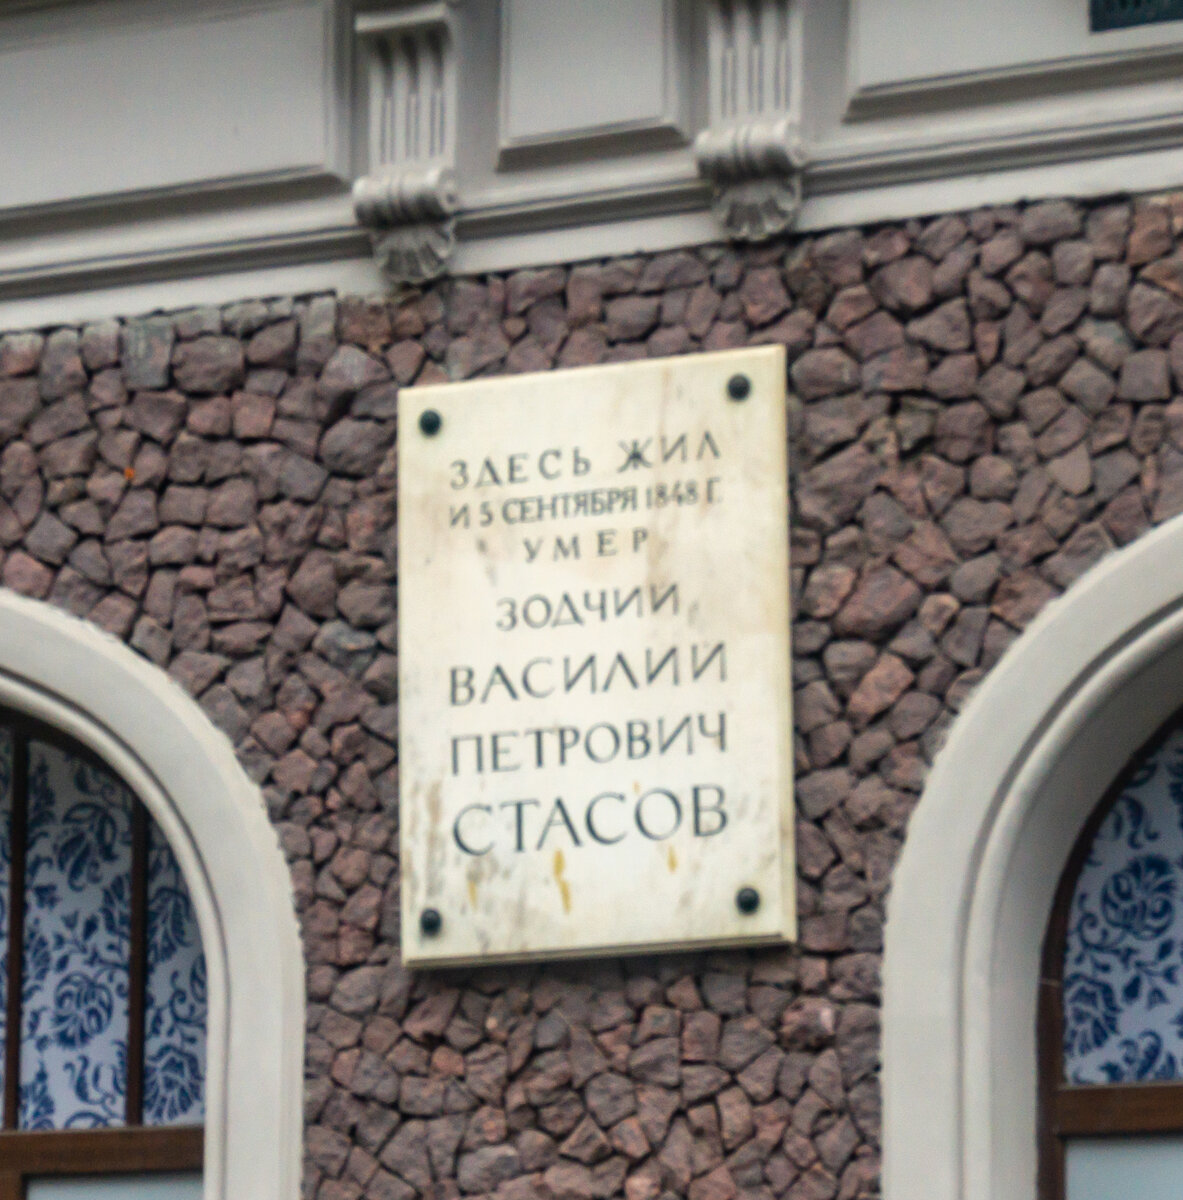 ЗДЕСЬ ЖИЛ
И 5 СЕНТЯБРЯ 1848 Г.
УМЕР
ЗОДЧИЙ
ВАСИЛИЙ
ПЕТРОВИЧ
СТАСОВ